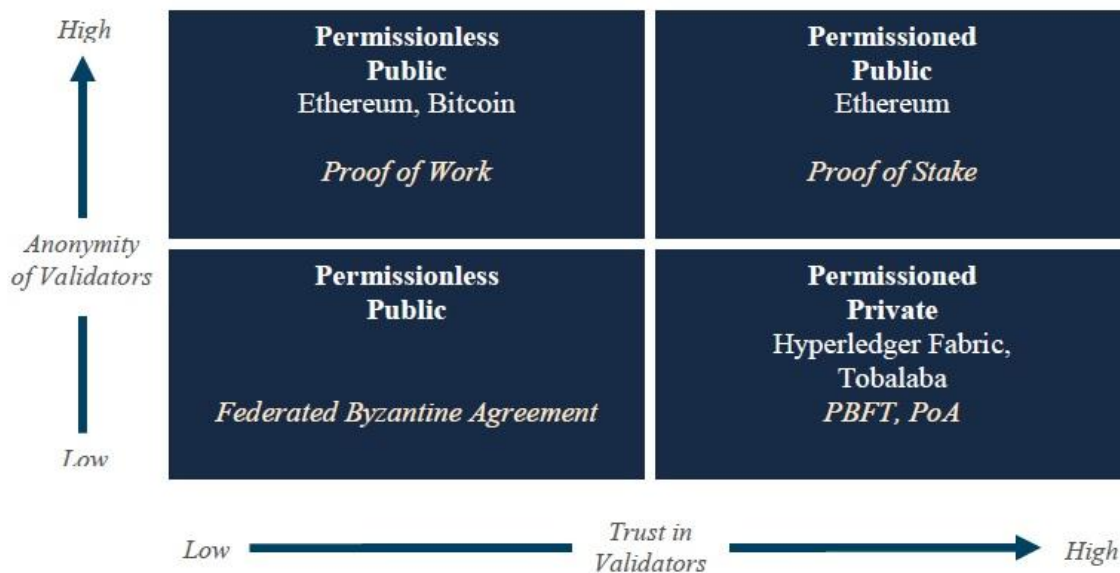 High
Permissionless
Public
Ethereum, Bitcoin
Proof of Work
Permissioned
Public
Ethereum
Proof of Stake
Anonymity
of Validators
Permissionless
Public
Federated Byzantine Agreement
Permissioned
Private
Hyperledger Fabric,
Tobalaba
PBFT, PoA
Low
Low
Trust in
Validators
High